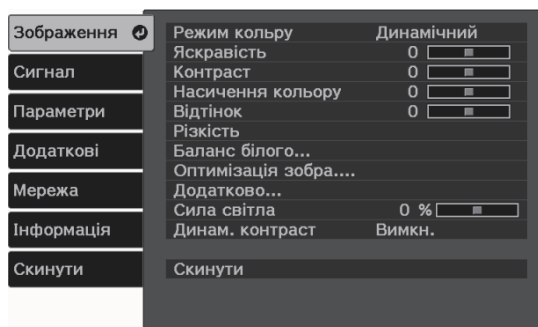 Зображення
Сигнал
Параметри
Додаткові
Мережа
Інформація
Скинути
Режим кольру Динамічний
Яскравість 0
Контраст 0
Насичення кольору 0
Відтінок 0
Різкість
Баланс білого...
Оптимізація зобра....
Додатково...
Сила світла 0 %
Динам. контраст Вимкн.
Скинути